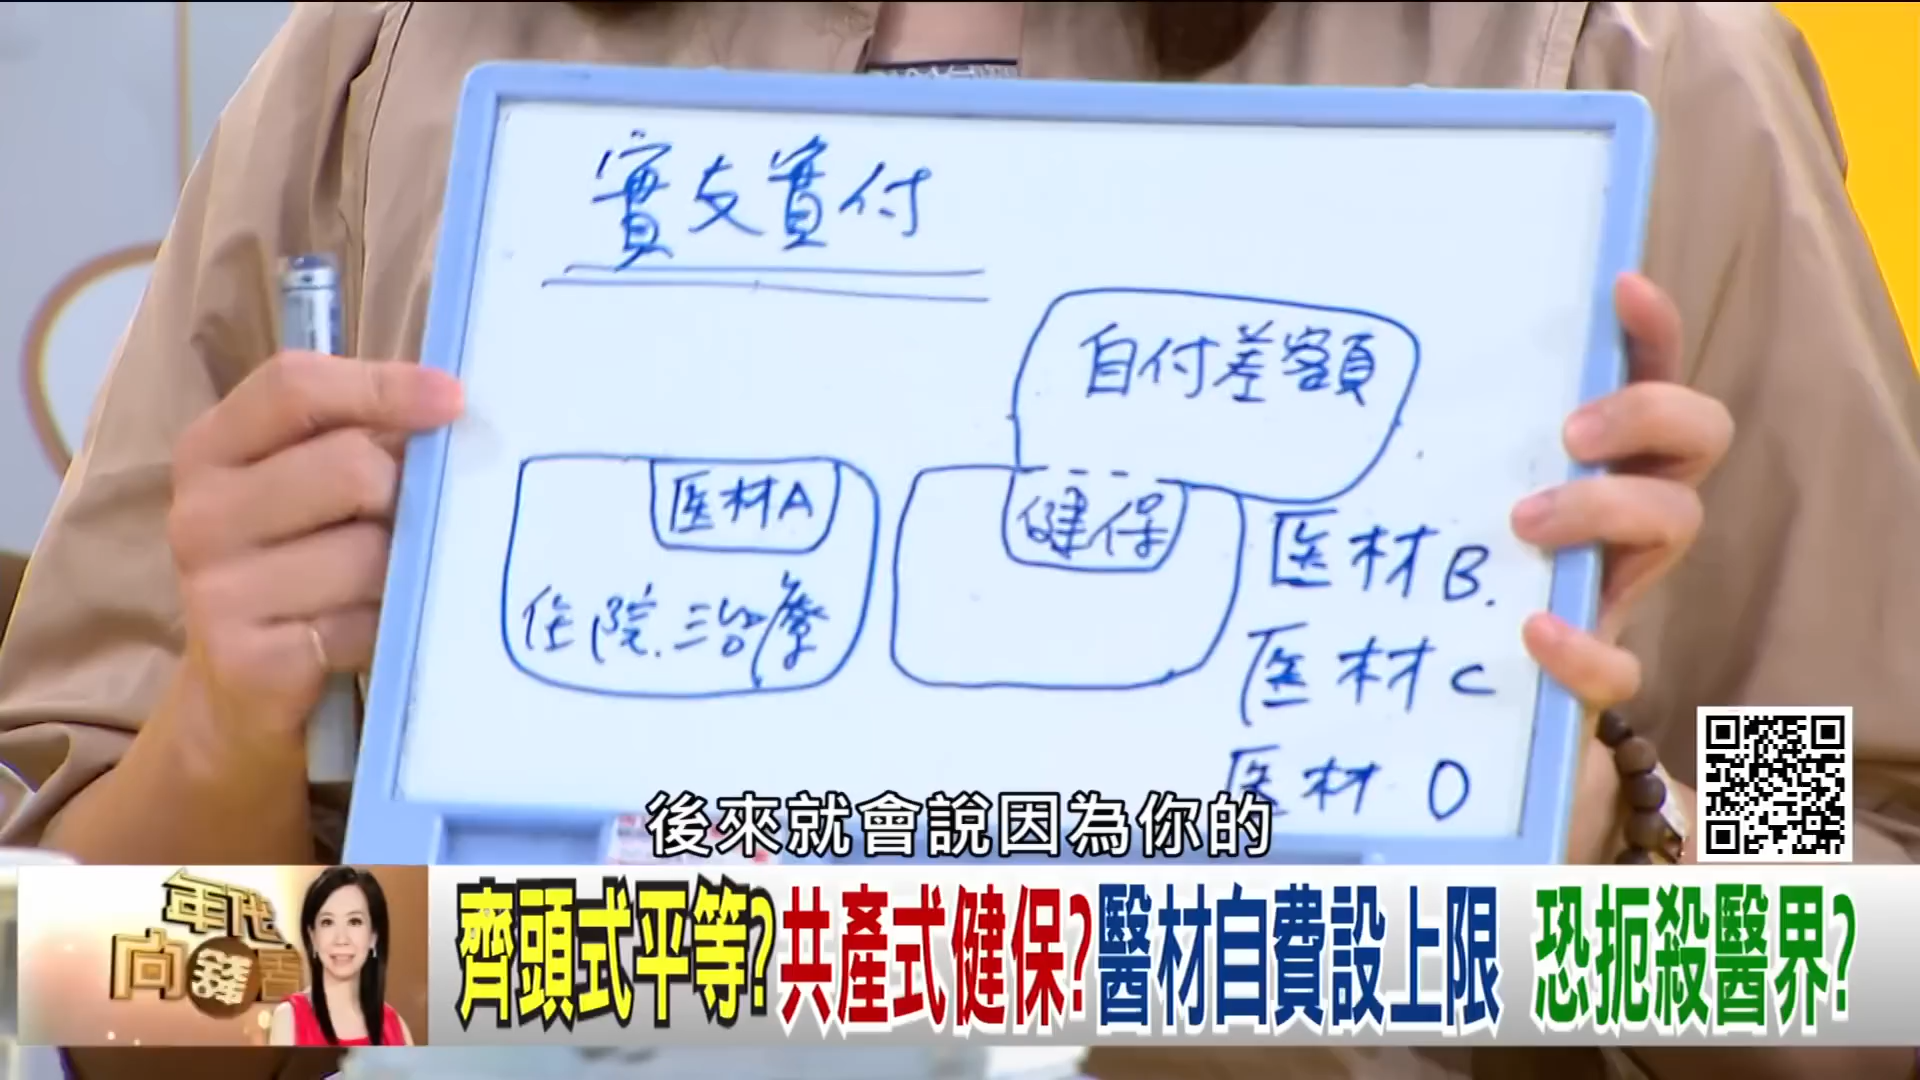 實支實付
自付差額
医材A
健保
住院.治療
医材B.
医材C
医材D
後來就會說因為你的
年代向錢看
齊頭式平等?共產式健保?醫材自費設上限 恐扼殺醫界?